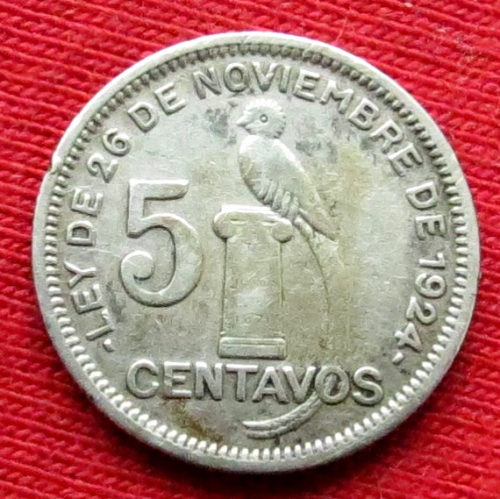 ·LEY DE 26 DE NOVIEMBRE DE 1924·
5
CENTAVOS